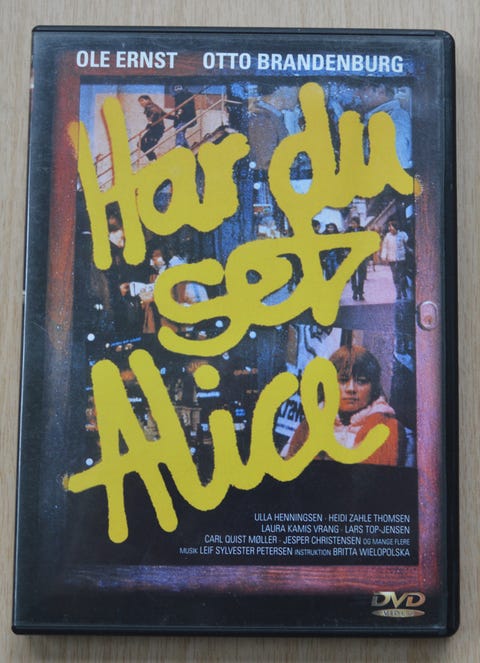 OLE ERNST OTTO BRANDENBURG
Har du
set
Alice
ULLA HENNINGSEN · HEIDI ZAHLE THOMSEN
LAURA KAMIS VRANG · LARS TOP-JENSEN
CARL QUIST MØLLER · JESPER CHRISTENSEN OG MANGE FLERE
MUSIK LEIF SYLVESTER PETERSEN INSTRUKTION BRITTA WIELOPOLSKA
DVD
VIDEO